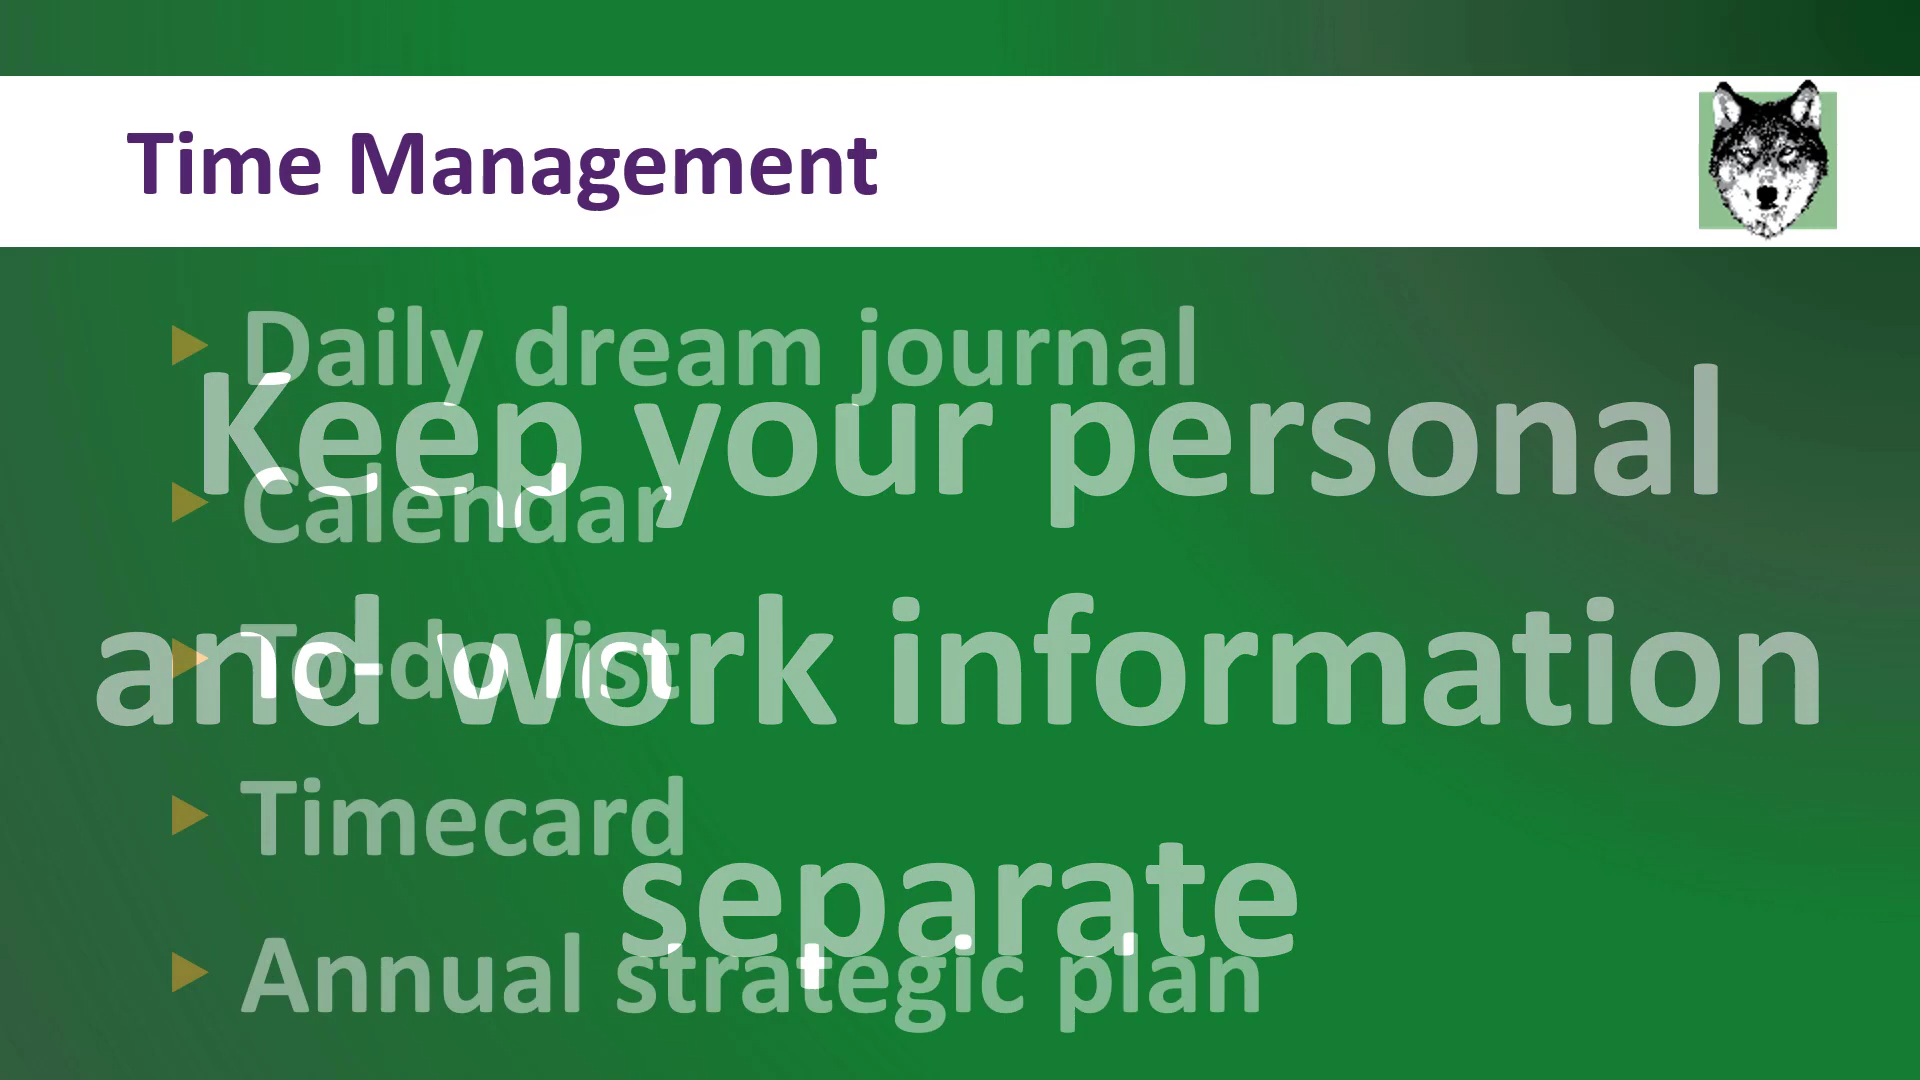 Time Management
Daily dream journal
Calendar
To-do list
Timecard
Annual strategic plan
Keep your personal
and work information
separate